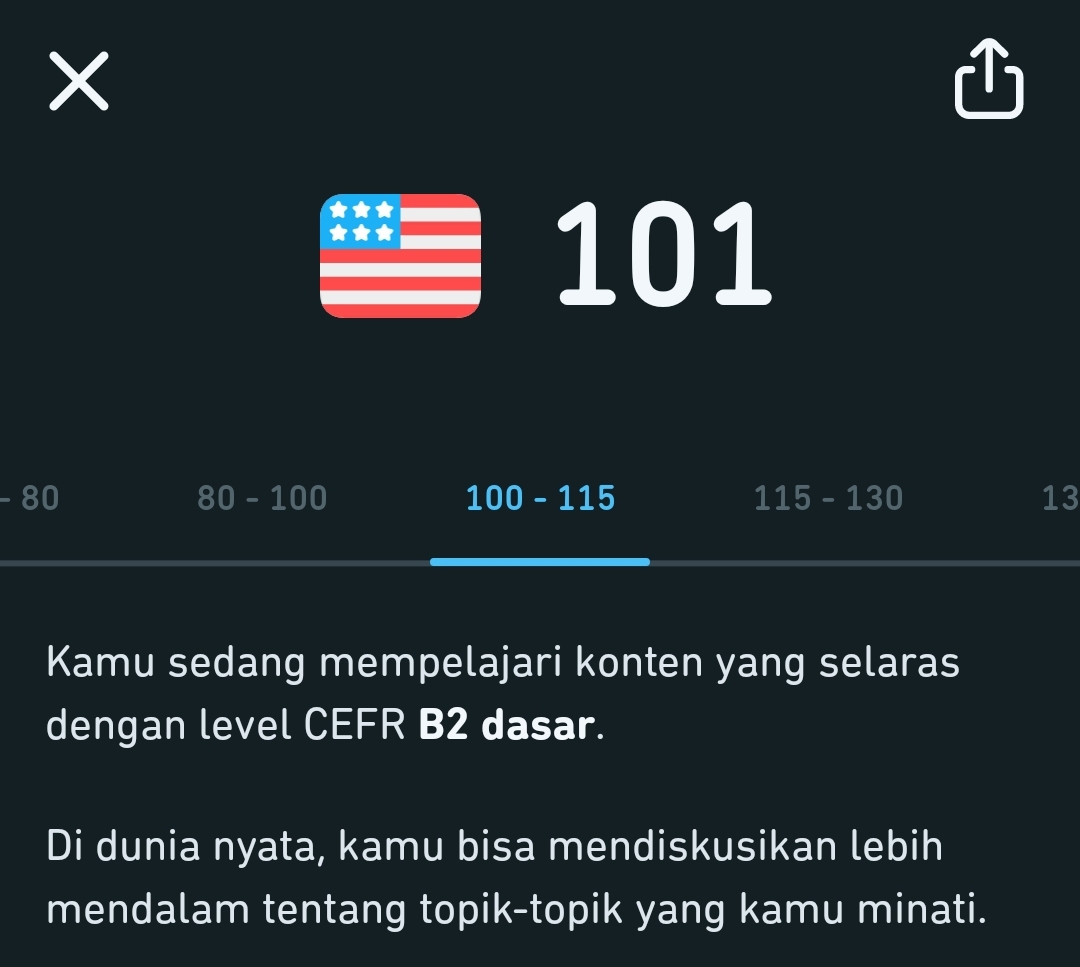 101
- 80
80 - 100
100 - 115
115 - 130
13
Kamu sedang mempelajari konten yang selaras
dengan level CEFR B2 dasar.
Di dunia nyata, kamu bisa mendiskusikan lebih
mendalam tentang topik-topik yang kamu minati.